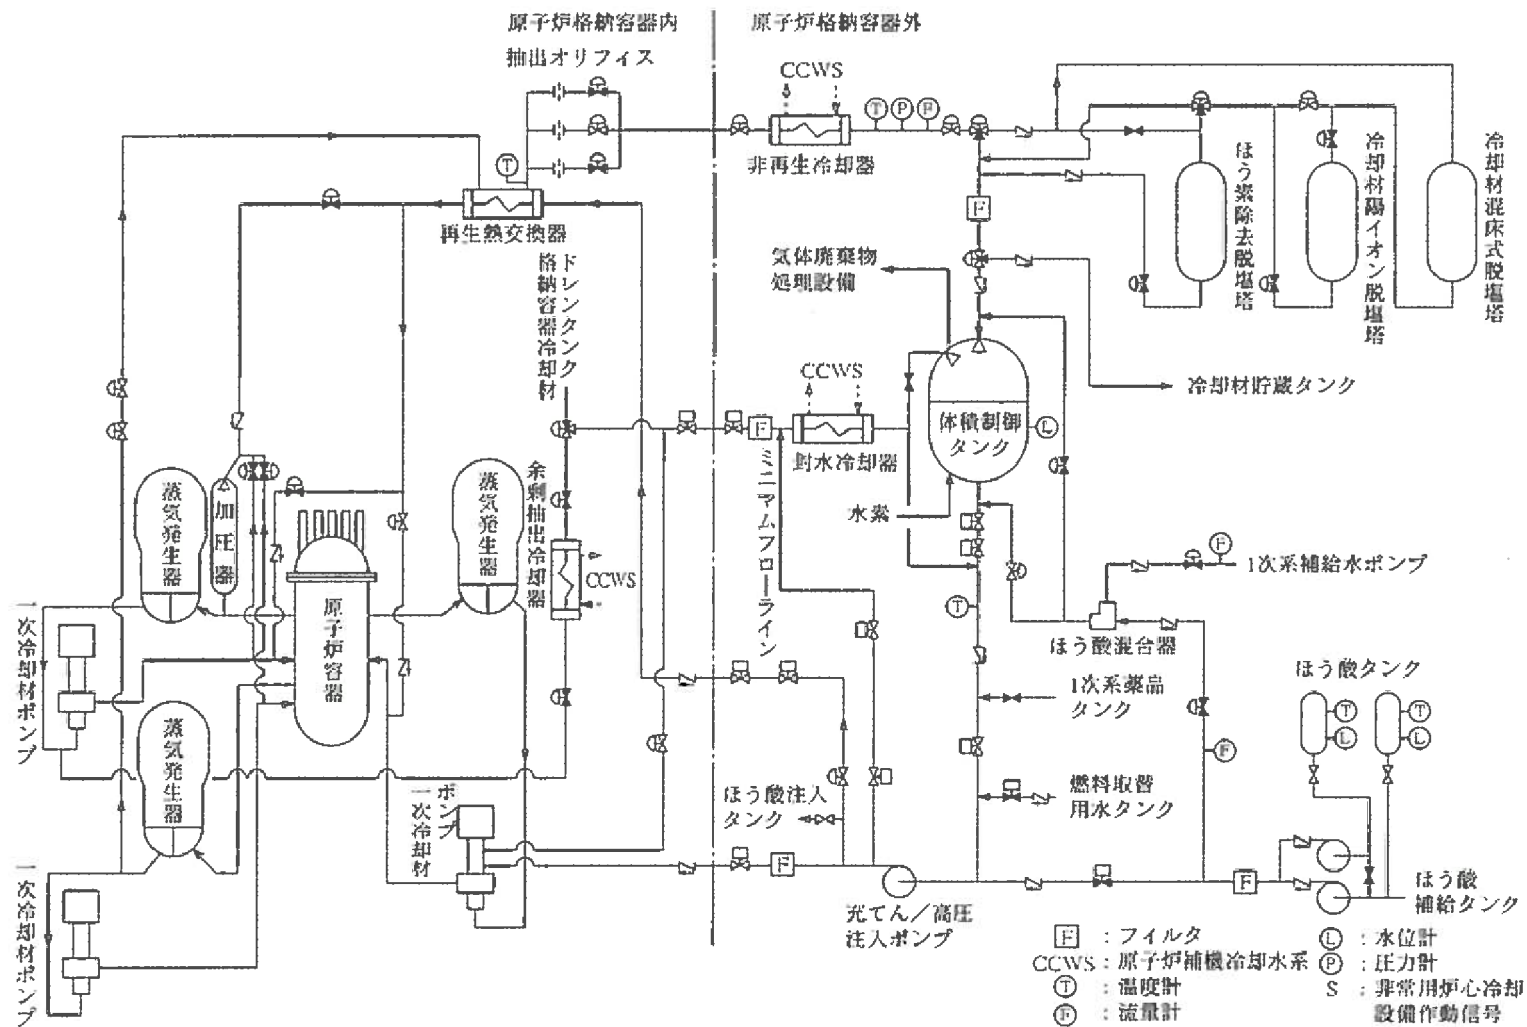 原子炉格納容器内
原子炉格納容器外
抽出オリフィス
CCWS
T
P
F
非再生冷却器
ほう素除去脱塩塔
冷却材陽イオン脱塩塔
冷却材混床式脱塩塔
T
再生熱交換器
F
格納容器冷却材
ドレンタンク
気体廃棄物
処理設備
冷却材貯蔵タンク
CCWS
F
封水冷却器
体積制御
タンク
L
ミニマムフローライン
水素
蒸気発生器
加圧器
蒸気発生器
余剰抽出冷却器
CCWS
原子炉容器
F
1次系補給水ポンプ
T
ほう酸混合器
一次冷却材ポンプ
1次系薬品
タンク
ほう酸タンク
T
L
T
L
F
蒸気発生器
燃料取替
用水タンク
ほう酸注入
タンク
一次冷却材
ポンプ
F
F
充てん／高圧
注入ポンプ
ほう酸
補給タンク
一次冷却材ポンプ
F : フィルタ
CCWS : 原子炉補機冷却水系
T : 温度計
F : 流量計
L : 水位計
P : 圧力計
S : 非常用炉心冷却
設備作動信号